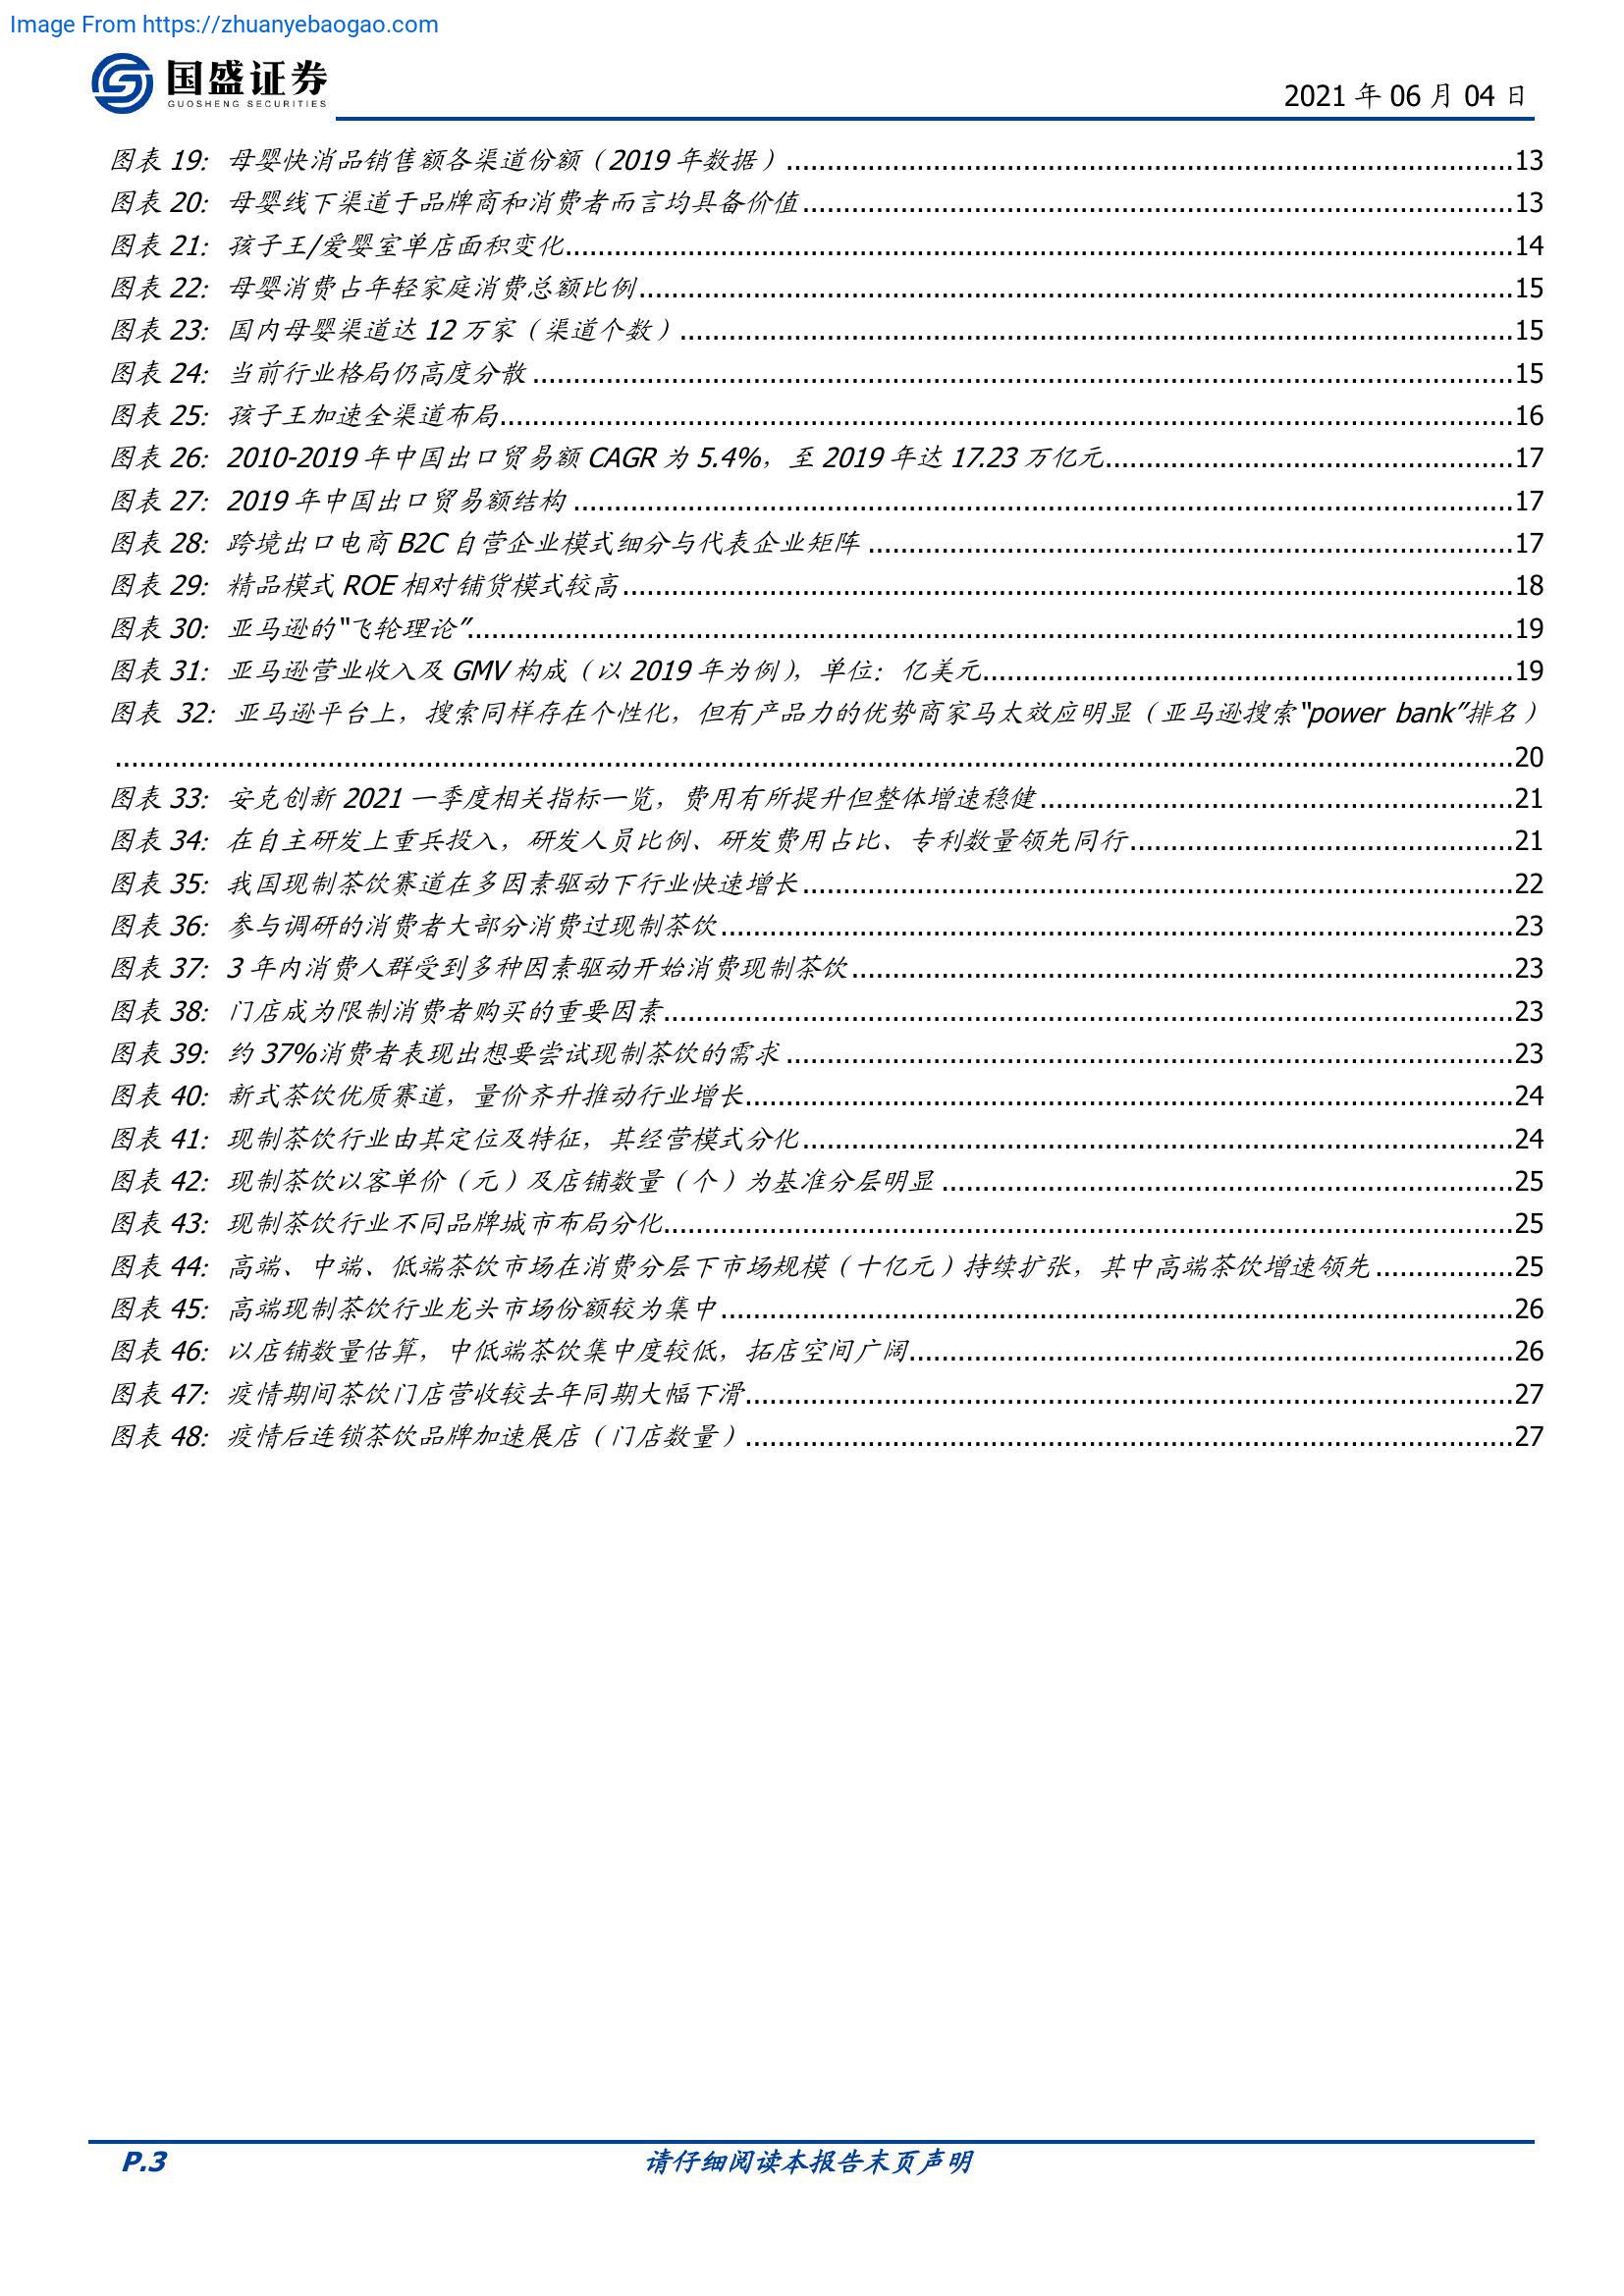 Image From https://zhuanyebaogao.com
国盛证券
GUOSHENG SECURITIES
2021 年 06 月 04 日
图表 19：母婴快消品销售额各渠道份额（2019 年数据）........13
图表 20：母婴线下渠道于品牌商和消费者而言均具备价值........13
图表 21：孩子王/爱婴室单店面积变化........14
图表 22：母婴消费占年轻家庭消费总额比例........15
图表 23：国内母婴渠道达 12 万家（渠道个数）........15
图表 24：当前行业格局仍高度分散........15
图表 25：孩子王加速全渠道布局........16
图表 26：2010-2019 年中国出口贸易额 CAGR 为 5.4%，至 2019 年达 17.23 万亿元........17
图表 27：2019 年中国出口贸易额结构........17
图表 28：跨境出口电商 B2C 自营企业模式细分与代表企业矩阵........17
图表 29：精品模式 ROE 相对铺货模式较高........18
图表 30：亚马逊的“飞轮理论”........19
图表 31：亚马逊营业收入及 GMV 构成（以 2019 年为例），单位：亿美元........19
图表 32：亚马逊平台上，搜索同样存在个性化，但有产品力的优势商家马太效应明显（亚马逊搜索“power bank”排名）
........20
图表 33：安克创新 2021 一季度相关指标一览，费用有所提升但整体增速稳健........21
图表 34：在自主研发上重兵投入，研发人员比例、研发费用占比、专利数量领先同行........21
图表 35：我国现制茶饮赛道在多因素驱动下行业快速增长........22
图表 36：参与调研的消费者大部分消费过现制茶饮........23
图表 37：3 年内消费人群受到多种因素驱动开始消费现制茶饮........23
图表 38：门店成为限制消费者购买的重要因素........23
图表 39：约 37%消费者表现出想要尝试现制茶饮的需求........23
图表 40：新式茶饮优质赛道，量价齐升推动行业增长........24
图表 41：现制茶饮行业由其定位及特征，其经营模式分化........24
图表 42：现制茶饮以客单价（元）及店铺数量（个）为基准分层明显........25
图表 43：现制茶饮行业不同品牌城市布局分化........25
图表 44：高端、中端、低端茶饮市场在消费分层下市场规模（十亿元）持续扩张，其中高端茶饮增速领先........25
图表 45：高端现制茶饮行业龙头市场份额较为集中........26
图表 46：以店铺数量估算，中低端茶饮集中度较低，拓店空间广阔........26
图表 47：疫情期间茶饮门店营收较去年同期大幅下滑........27
图表 48：疫情后连锁茶饮品牌加速展店（门店数量）........27
P.3
请仔细阅读本报告末页声明